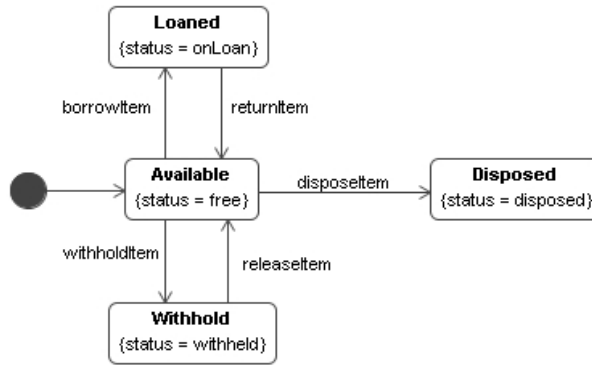 Loaned
{status = onLoan}
borrowItem
returnItem
Available
{status = free}
disposeItem
Disposed
{status = disposed}
withholdItem
releaseItem
Withhold
{status = withheld}